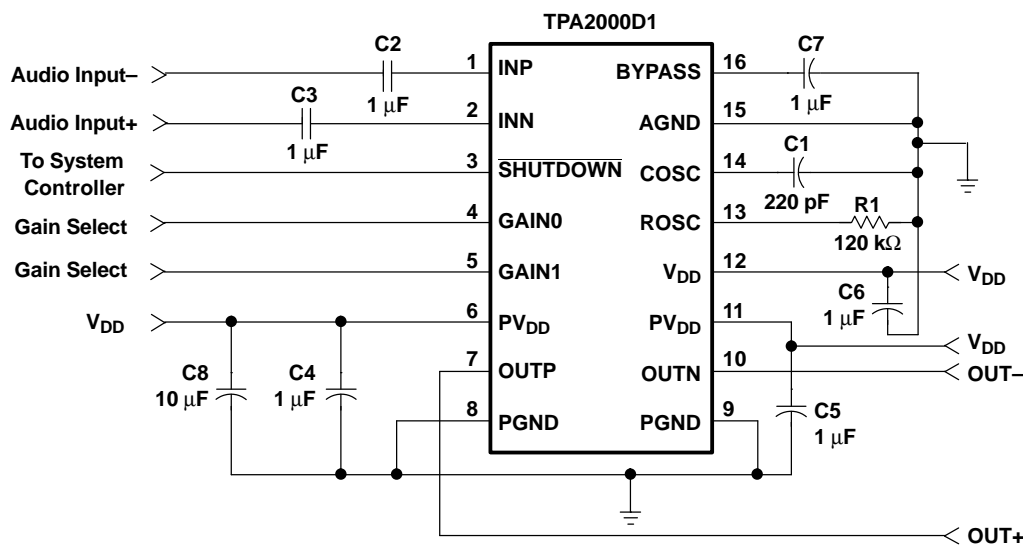 TPA2000D1
Audio Input–
C2
1 µF
1
INP
BYPASS
16
C7
1 µF
Audio Input+
C3
1 µF
2
INN
AGND
15
To System
Controller
3
SHUTDOWN
COSC
14
C1
220 pF
Gain Select
4
GAIN0
ROSC
13
R1
120 kΩ
Gain Select
5
GAIN1
VDD
12
VDD
C6
1 µF
VDD
6
PVDD
PVDD
11
VDD
C8
10 µF
C4
1 µF
7
OUTP
OUTN
10
OUT–
8
PGND
PGND
9
C5
1 µF
OUT+